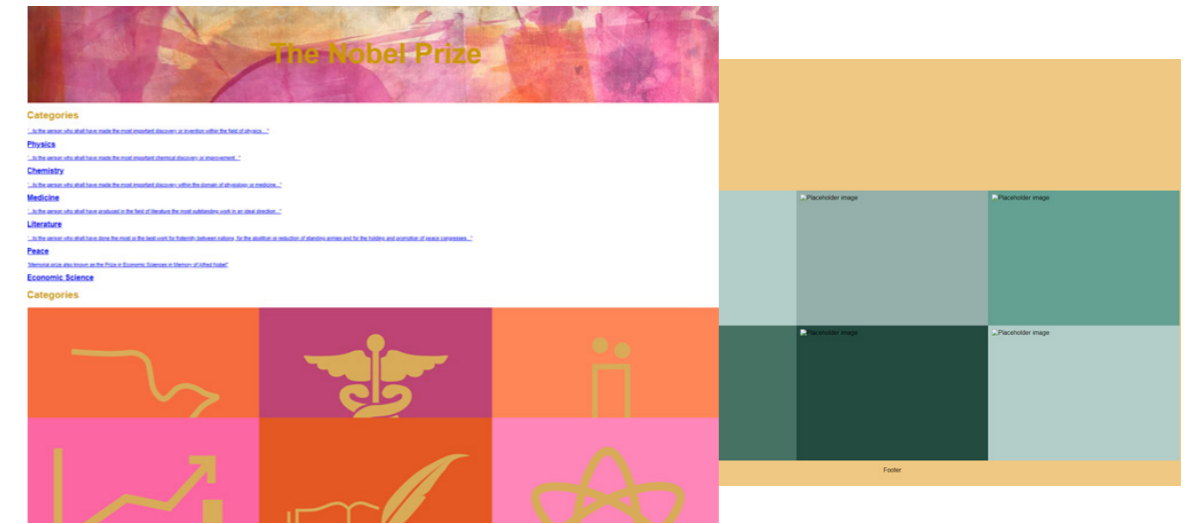 The Nobel Prize
Categories
"...to the person who shall have made the most important discovery or invention within the field of physics..."
Physics
"...to the person who shall have made the most important chemical discovery or improvement..."
Chemistry
"...to the person who shall have made the most important discovery within the domain of physiology or medicine..."
Medicine
"...to the person who shall have produced in the field of literature the most outstanding work in an ideal direction..."
Literature
"...to the person who shall have done the most or the best work for fraternity between nations, for the abolition or reduction of standing armies and for the holding and promotion of peace congresses..."
Peace
"Memorial prize also known as the Prize in Economic Sciences in Memory of Alfred Nobel"
Economic Science
Categories
Placeholder image
Placeholder image
Placeholder image
Placeholder image
Footer